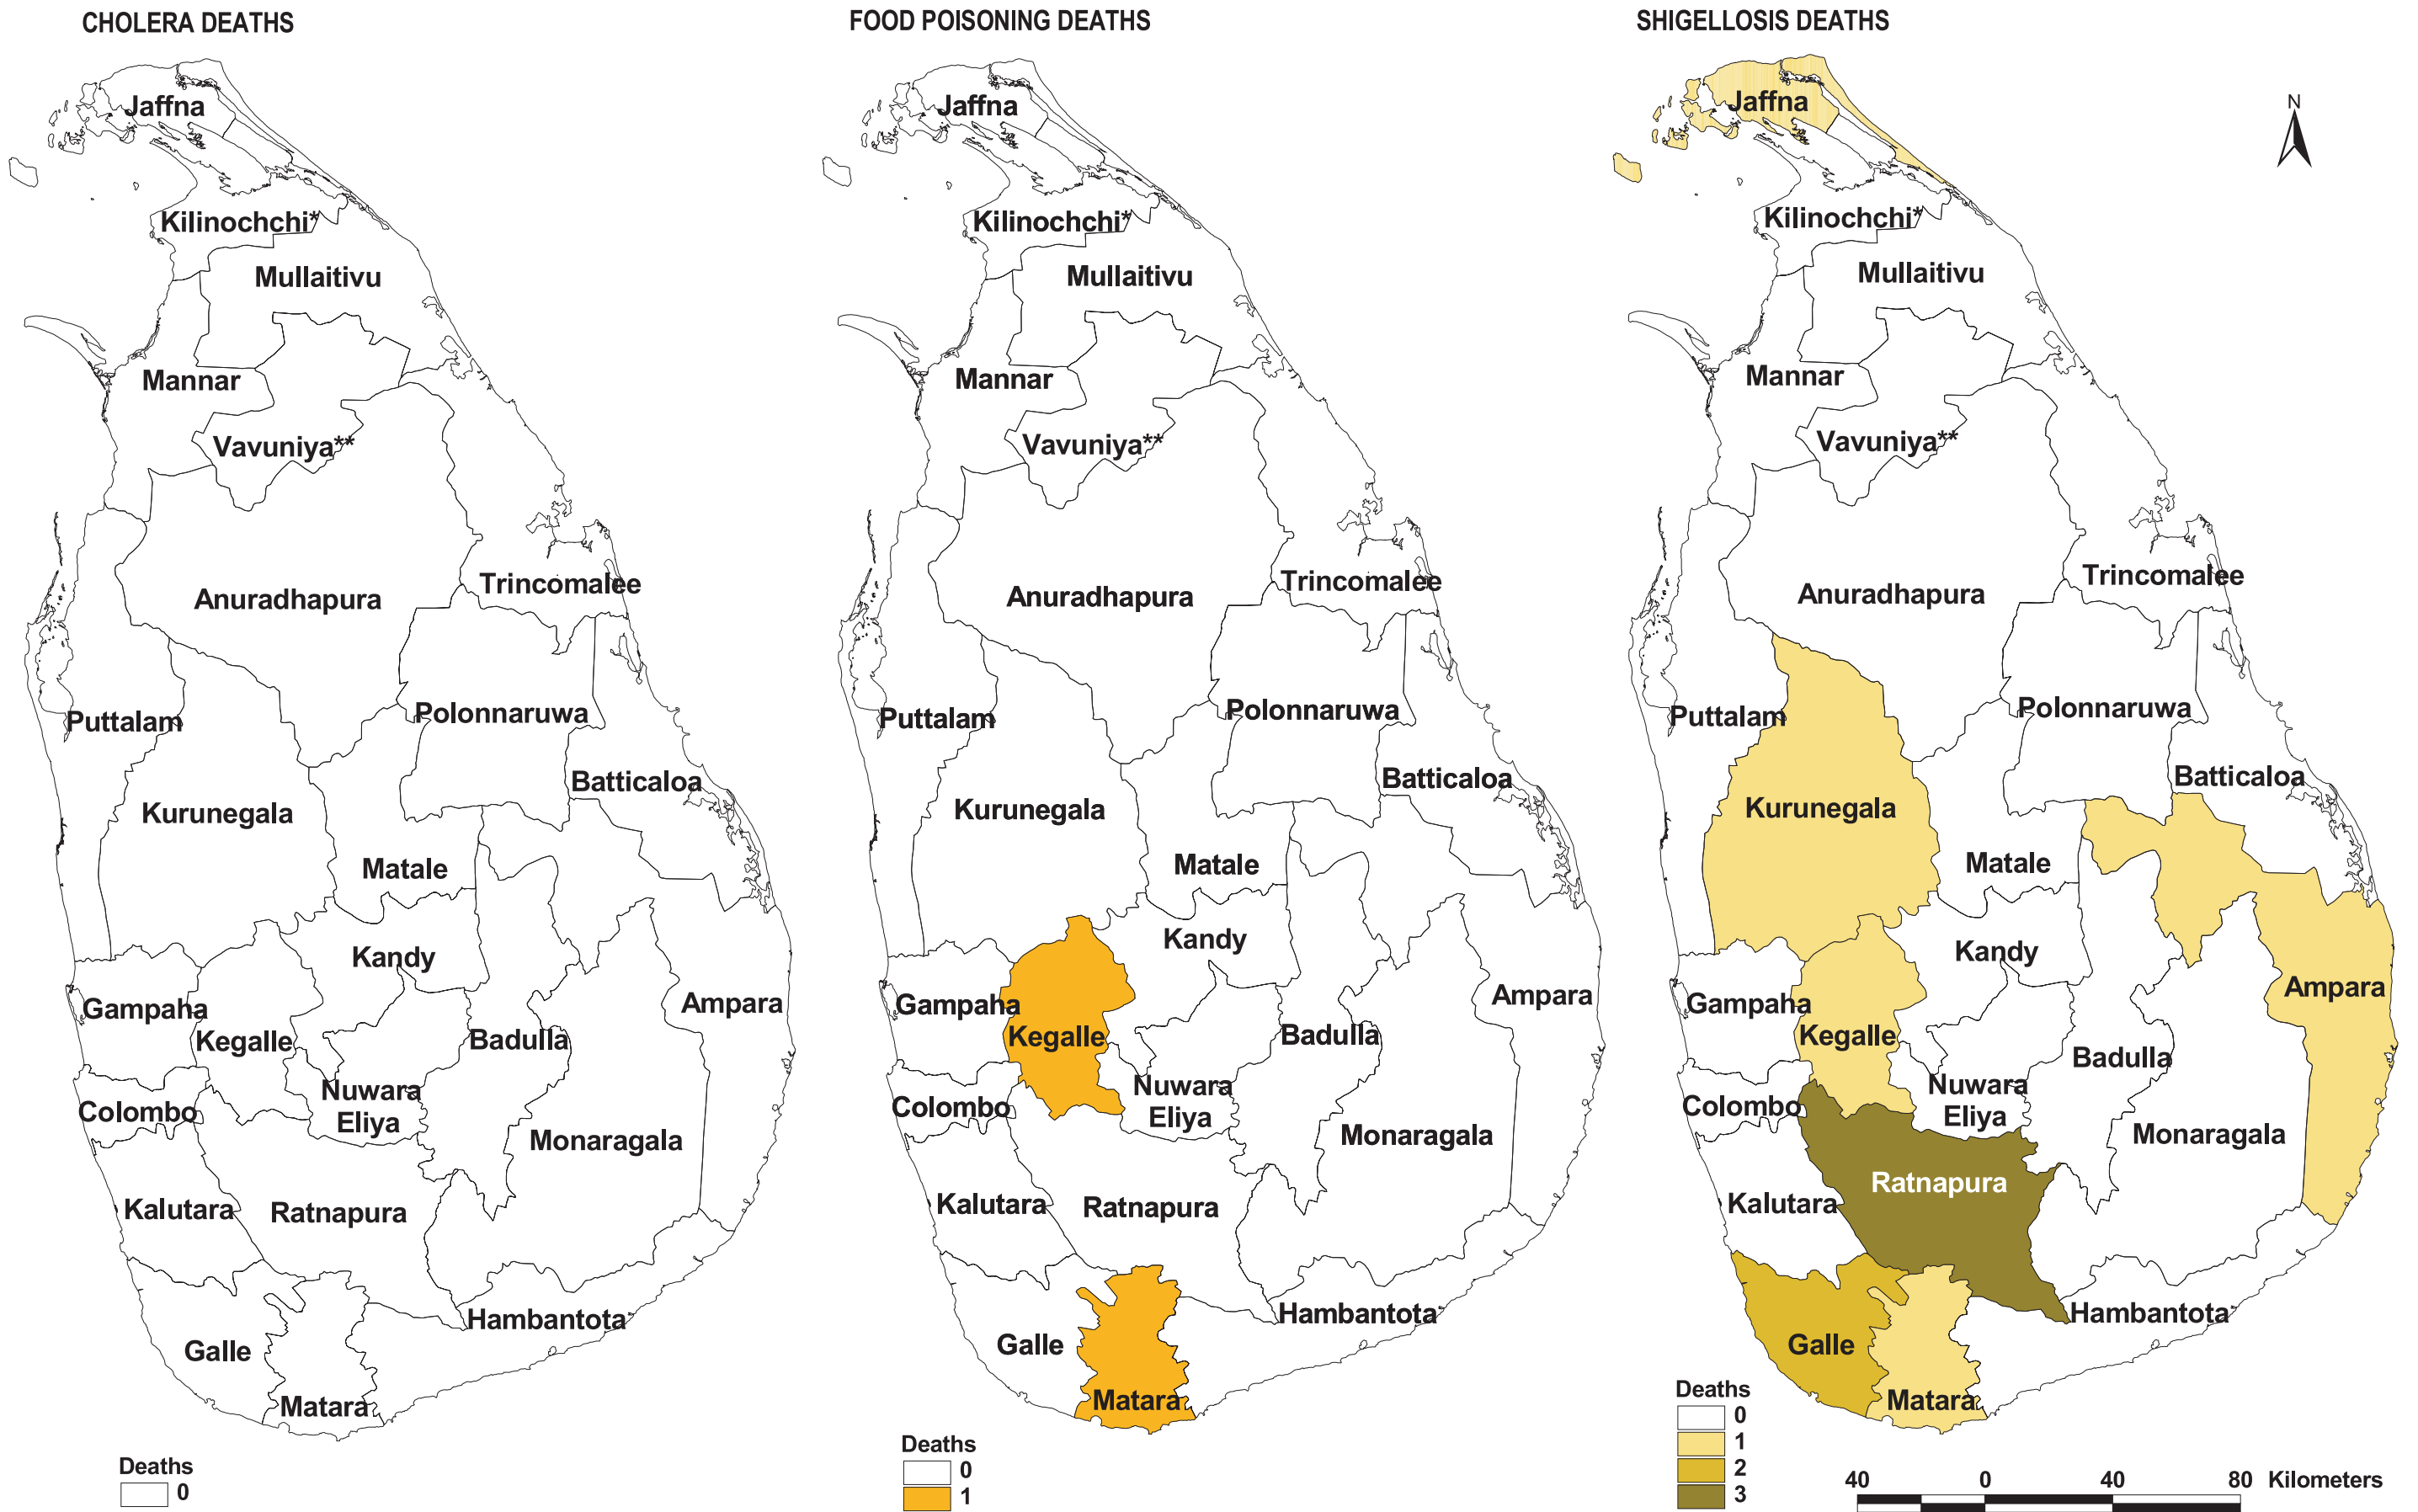 CHOLERA DEATHS
Jaffna
Kilinochchi*
Mullaitivu
Mannar
Vavuniya**
Anuradhapura
Trincomalee
Puttalam
Polonnaruwa
Batticaloa
Kurunegala
Matale
Kandy
Gampaha
Ampara
Kegalle
Badulla
Nuwara
Eliya
Colombo
Monaragala
Kalutara
Ratnapura
Hambantota
Galle
Matara
Deaths
0
FOOD POISONING DEATHS
Jaffna
Kilinochchi*
Mullaitivu
Mannar
Vavuniya**
Anuradhapura
Trincomalee
Puttalam
Polonnaruwa
Batticaloa
Kurunegala
Matale
Kandy
Gampaha
Ampara
Kegalle
Badulla
Nuwara
Eliya
Colombo
Monaragala
Kalutara
Ratnapura
Hambantota
Galle
Matara
Deaths
0
1
SHIGELLOSIS DEATHS
N
Jaffna
Kilinochchi*
Mullaitivu
Mannar
Vavuniya**
Anuradhapura
Trincomalee
Puttalam
Polonnaruwa
Batticaloa
Kurunegala
Matale
Kandy
Gampaha
Ampara
Kegalle
Badulla
Nuwara
Eliya
Colombo
Monaragala
Ratnapura
Kalutara
Hambantota
Galle
Matara
Deaths
0
1
2
3
40 0 40 80 Kilometers